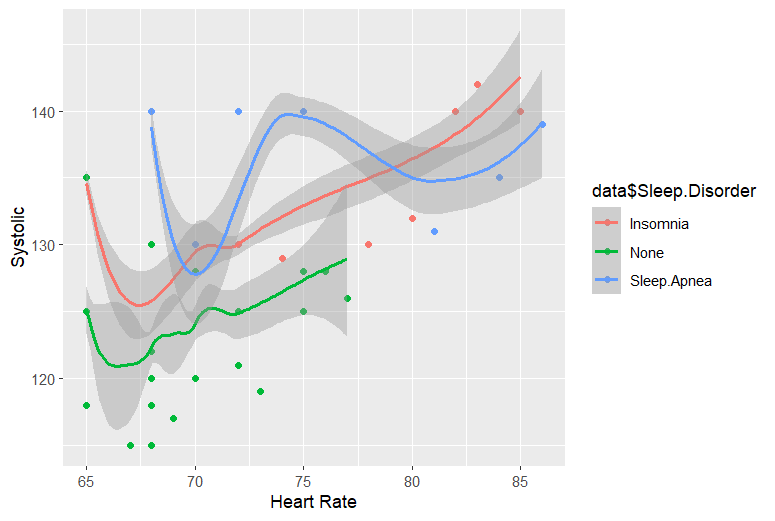 data$Sleep.Disorder
Insomnia
None
Sleep.Apnea
Systolic
140
130
120
65 70 75 80 85
Heart Rate